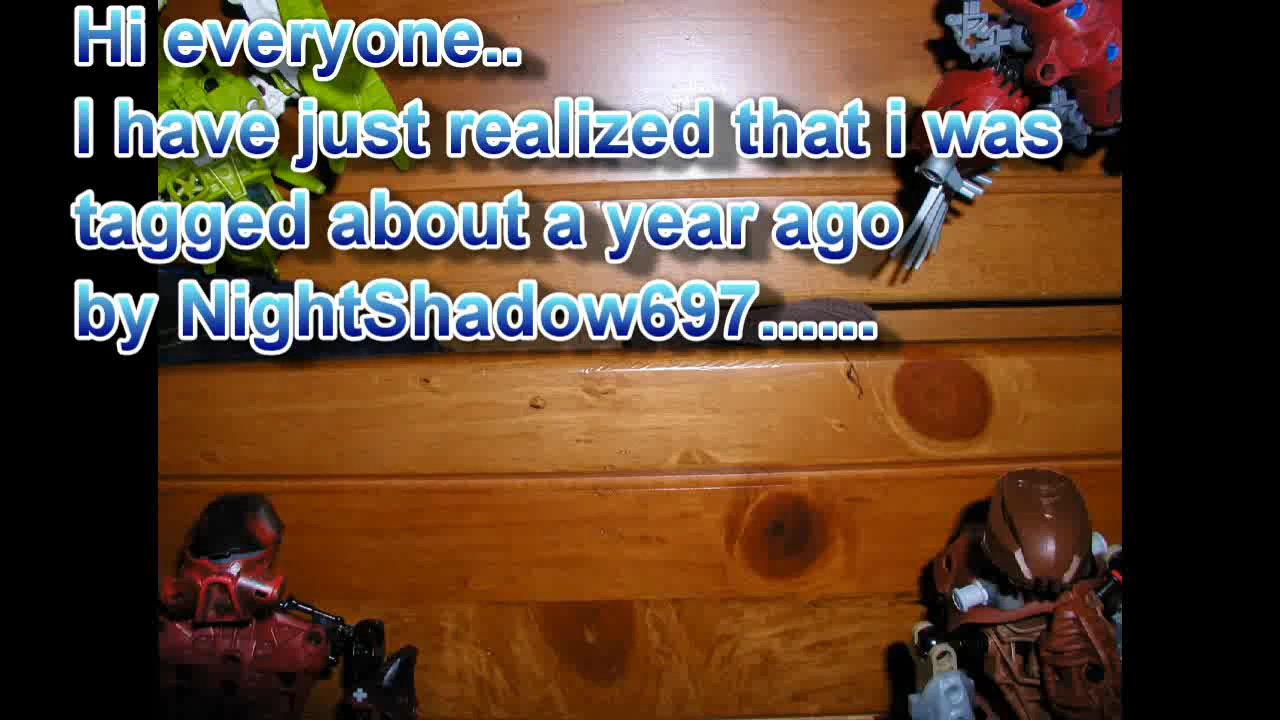 Hi everyone..
I have just realized that i was
tagged about a year ago
by NightShadow697......